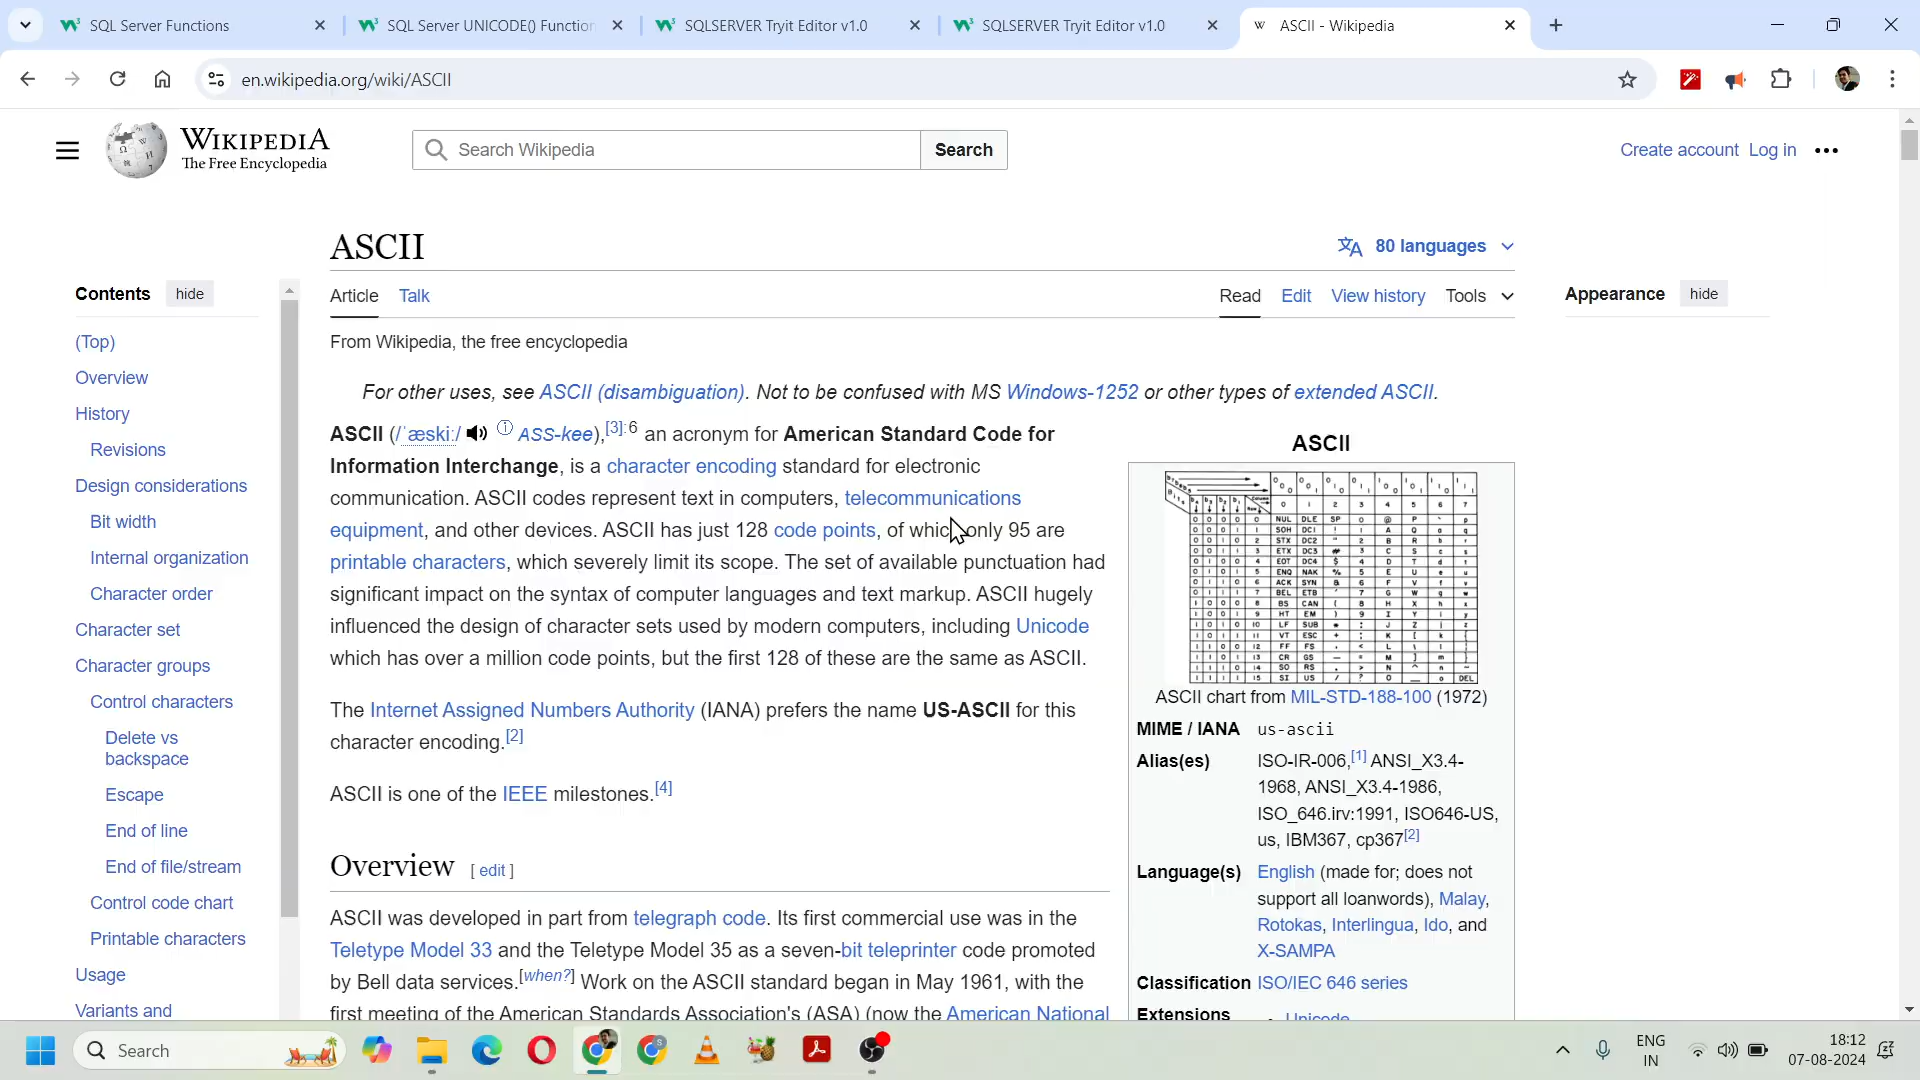 SQL Server Functions
SQL Server UNICODE() Function
SQLSERVER Tryit Editor v1.0
SQLSERVER Tryit Editor v1.0
W ASCII - Wikipedia
en.wikipedia.org/wiki/ASCII
WIKIPEDIA
The Free Encyclopedia
Search Wikipedia
Search
Create account Log in
ASCII
80 languages
Contents hide
Article Talk
Read Edit View history Tools
Appearance hide
From Wikipedia, the free encyclopedia
(Top)
Overview
History
Revisions
Design considerations
Bit width
Internal organization
Character order
Character set
Character groups
Control characters
Delete vs
backspace
Escape
End of line
End of file/stream
Control code chart
Printable characters
Usage
Variants and
For other uses, see ASCII (disambiguation). Not to be confused with MS Windows-1252 or other types of extended ASCII.
ASCII (/ˈæskiː/ ⓘ ASS-kee),[3]:6 an acronym for American Standard Code for
Information Interchange, is a character encoding standard for electronic
communication. ASCII codes represent text in computers, telecommunications
equipment, and other devices. ASCII has just 128 code points, of which only 95 are
printable characters, which severely limit its scope. The set of available punctuation had
significant impact on the syntax of computer languages and text markup. ASCII hugely
influenced the design of character sets used by modern computers, including Unicode
which has over a million code points, but the first 128 of these are the same as ASCII.
The Internet Assigned Numbers Authority (IANA) prefers the name US-ASCII for this
character encoding.[2]
ASCII is one of the IEEE milestones.[4]
Overview [ edit ]
ASCII was developed in part from telegraph code. Its first commercial use was in the
Teletype Model 33 and the Teletype Model 35 as a seven-bit teleprinter code promoted
by Bell data services.[when?] Work on the ASCII standard began in May 1961, with the
first meeting of the American Standards Association's (ASA) (now the American National
ASCII
ASCII chart from MIL-STD-188-100 (1972)
MIME / IANA us-ascii
Alias(es) ISO-IR-006,[1] ANSI_X3.4-
1968, ANSI_X3.4-1986,
ISO_646.irv:1991, ISO646-US,
us, IBM367, cp367[2]
Language(s) English (made for; does not
support all loanwords), Malay,
Rotokas, Interlingua, Ido, and
X-SAMPA
Classification ISO/IEC 646 series
Extensions Unicode
Search
ENG
IN
18:12
07-08-2024